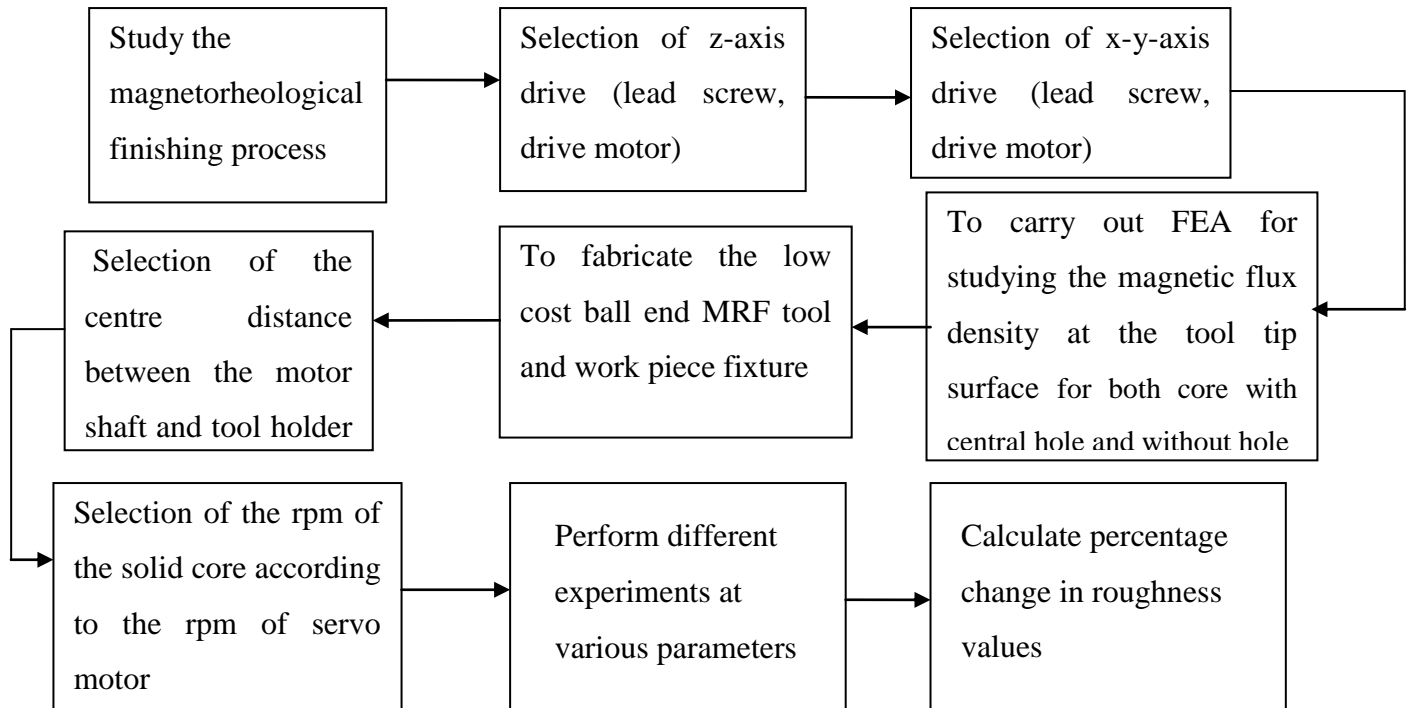 Study the
magnetorheological
finishing process
Selection of z-axis
drive (lead screw,
drive motor)
Selection of x-y-axis
drive (lead screw,
drive motor)
To carry out FEA for
studying the magnetic flux
density at the tool tip
surface for both core with
central hole and without hole
To fabricate the low
cost ball end MRF tool
and work piece fixture
Selection of the
centre distance
between the motor
shaft and tool holder
Selection of the rpm of
the solid core according
to the rpm of servo
motor
Perform different
experiments at
various parameters
Calculate percentage
change in roughness
values